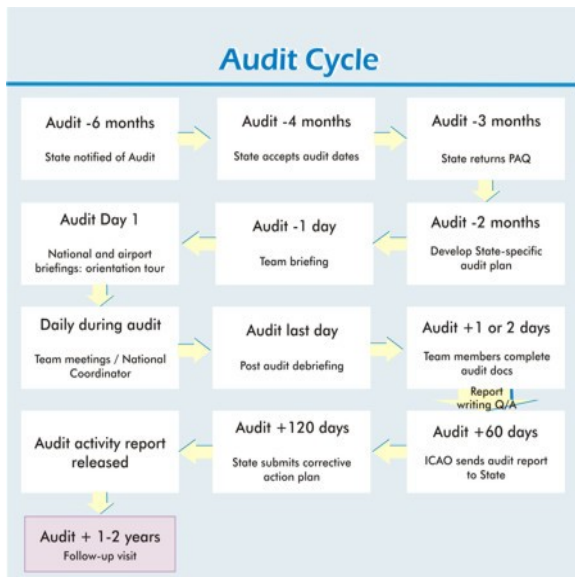 Audit Cycle
Audit -6 months
State notified of Audit
Audit -4 months
State accepts audit dates
Audit -3 months
State returns PAQ
Audit -2 months
Develop State-specific
audit plan
Audit -1 day
Team briefing
Audit Day 1
National and airport
briefings: orientation tour
Daily during audit
Team meetings / National
Coordinator
Audit last day
Post audit debriefing
Audit +1 or 2 days
Team members complete
audit docs
Report
writing Q/A
Audit +60 days
ICAO sends audit report
to State
Audit +120 days
State submits corrective
action plan
Audit activity report
released
Audit + 1-2 years
Follow-up visit